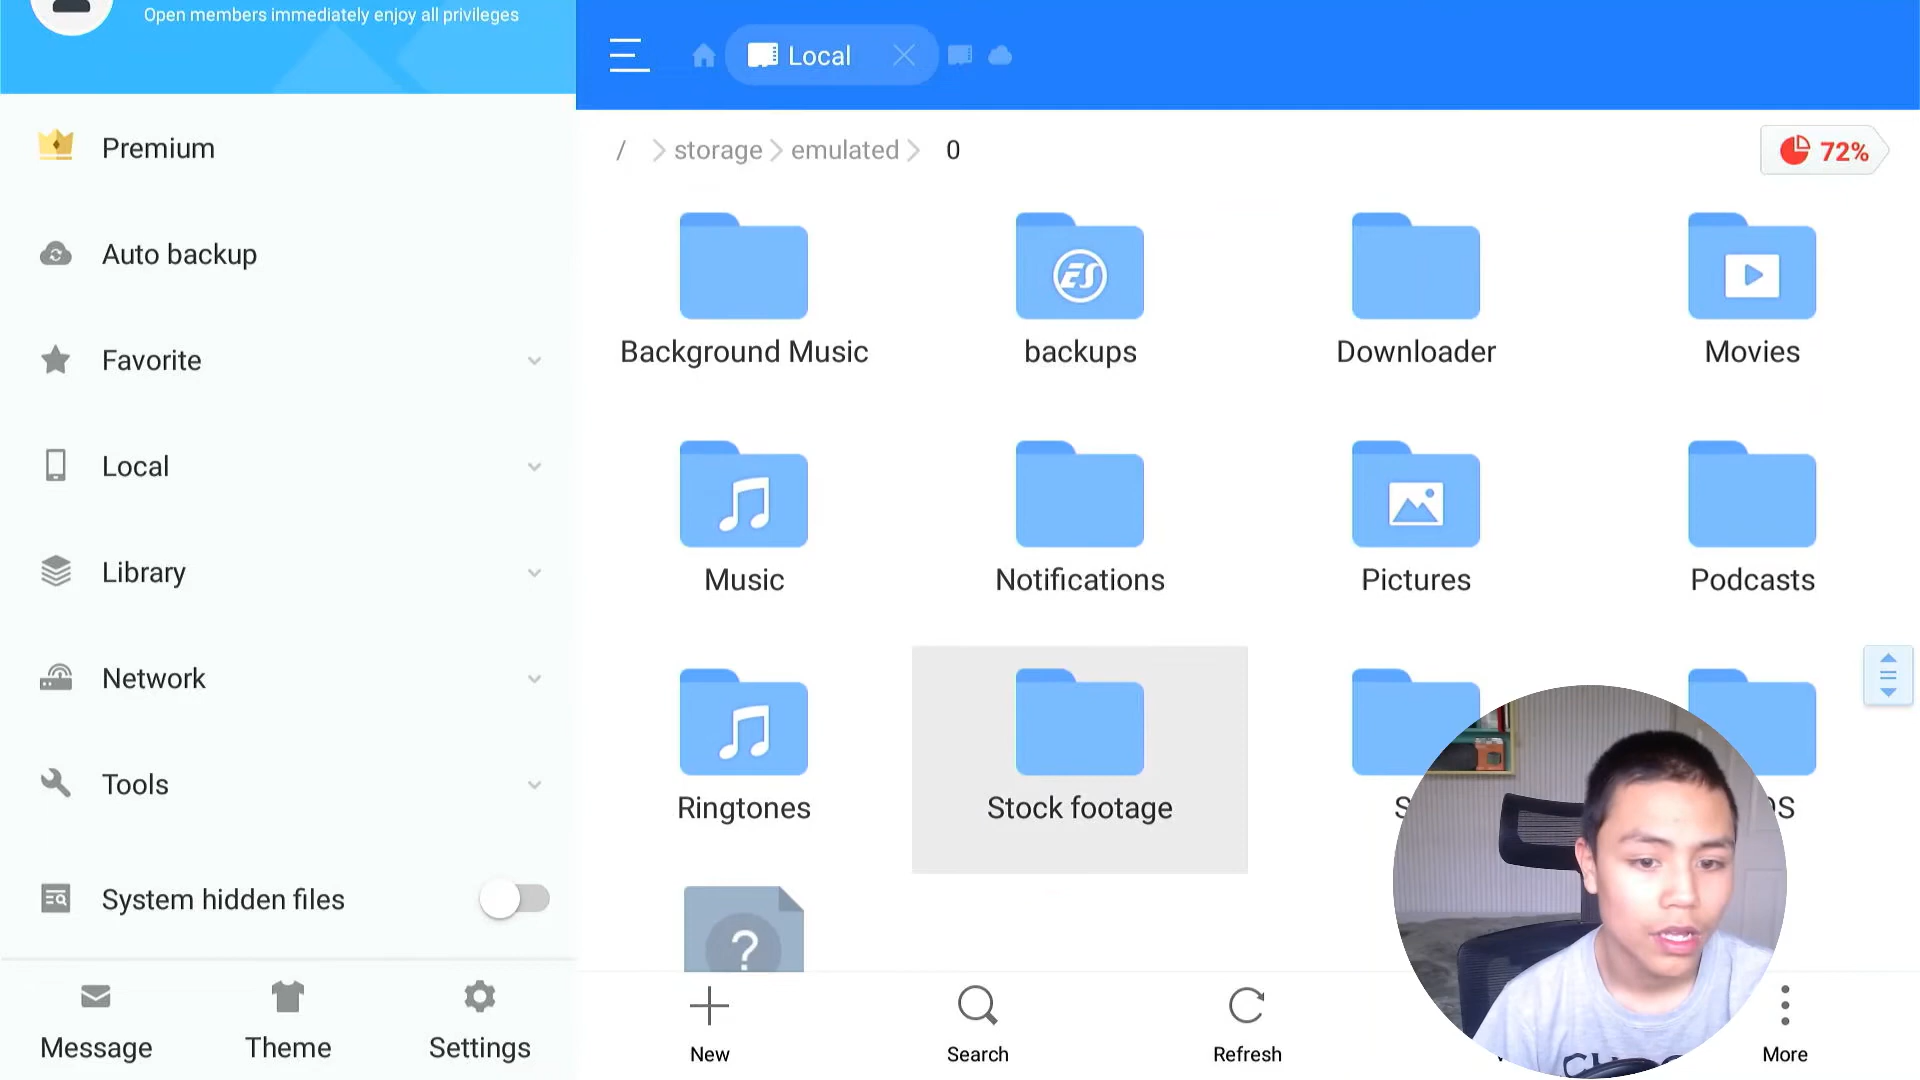 Open members immediately enjoy all privileges
Local
Premium
/ storage emulated 0
72%
Auto backup
ES
Background Music
backups
Downloader
Movies
Favorite
Local
Library
Music
Notifications
Pictures
Podcasts
Network
Tools
Ringtones
Stock footage
System hidden files
?
Message
Theme
Settings
New
Search
Refresh
More